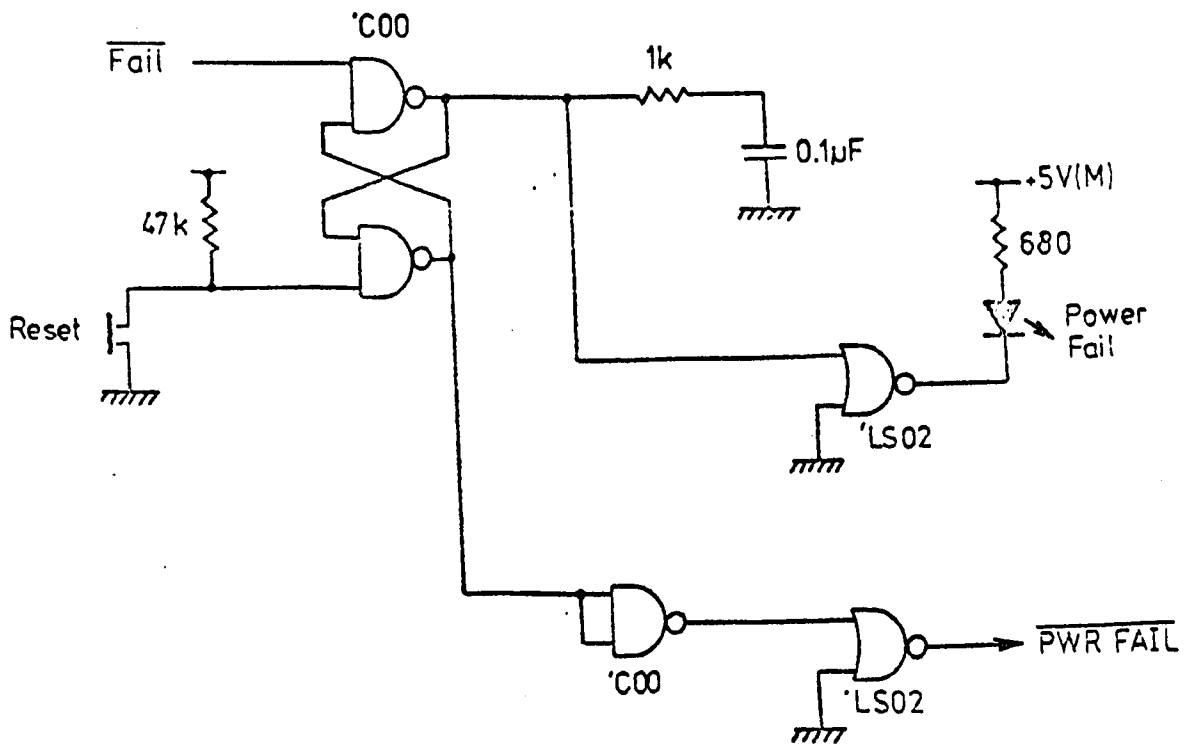 'C00
Fail
1k
0.1µF
+5V(M)
47k
680
Reset
Power
Fail
'LS02
PWR FAIL
'C00
'LS02